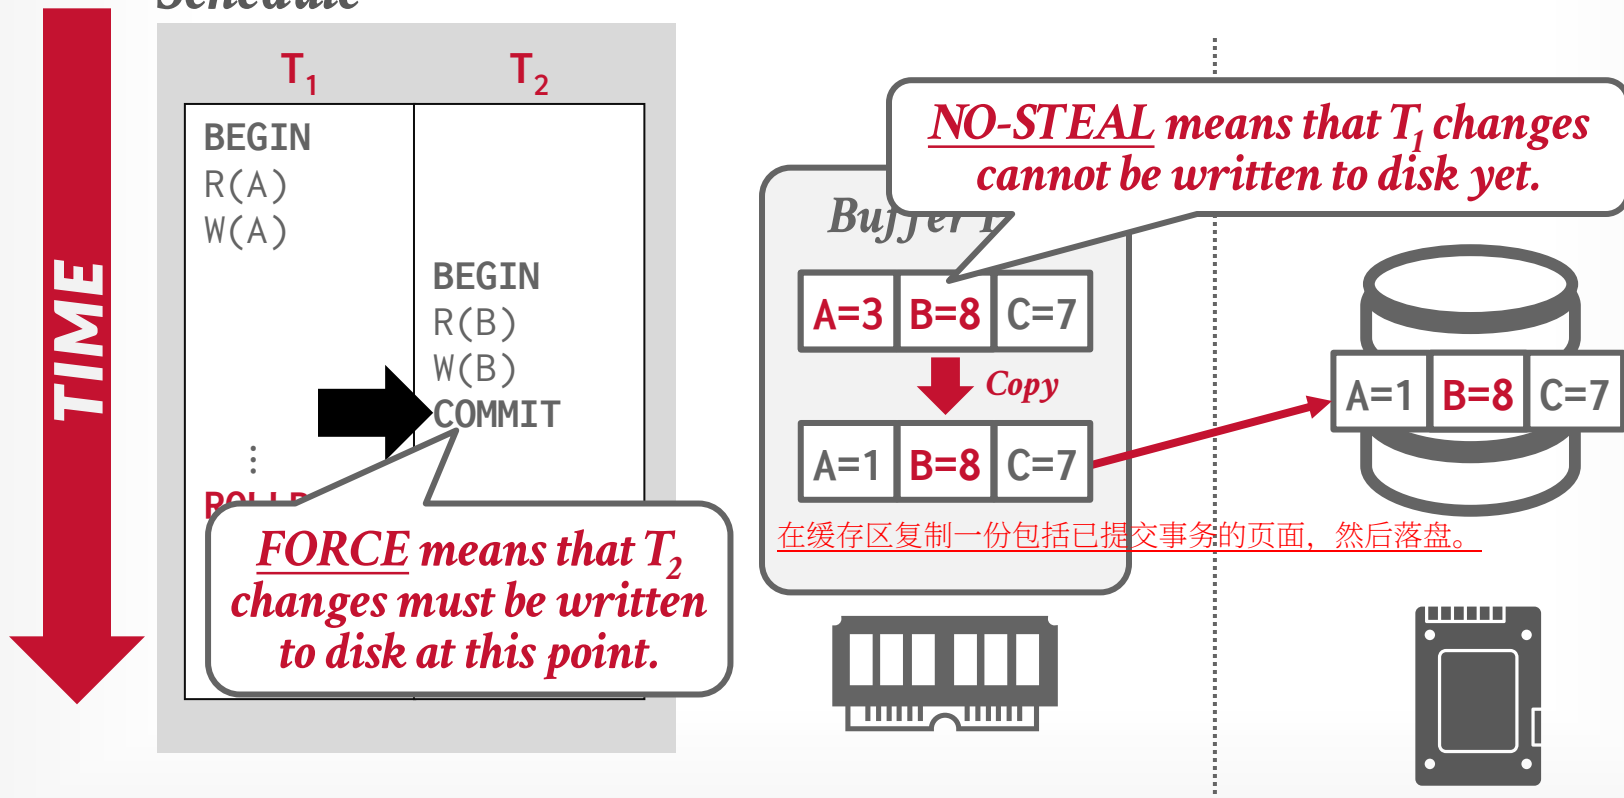 Schedule
TIME
T1
T2
BEGIN
R(A)
W(A)
BEGIN
R(B)
W(B)
COMMIT
⋮
FORCE means that T2
changes must be written
to disk at this point.
NO-STEAL means that T1 changes
cannot be written to disk yet.
Buffer
A=3 B=8 C=7
Copy
A=1 B=8 C=7
在缓存区复制一份包括已提交事务的页面，然后落盘。
A=1 B=8 C=7